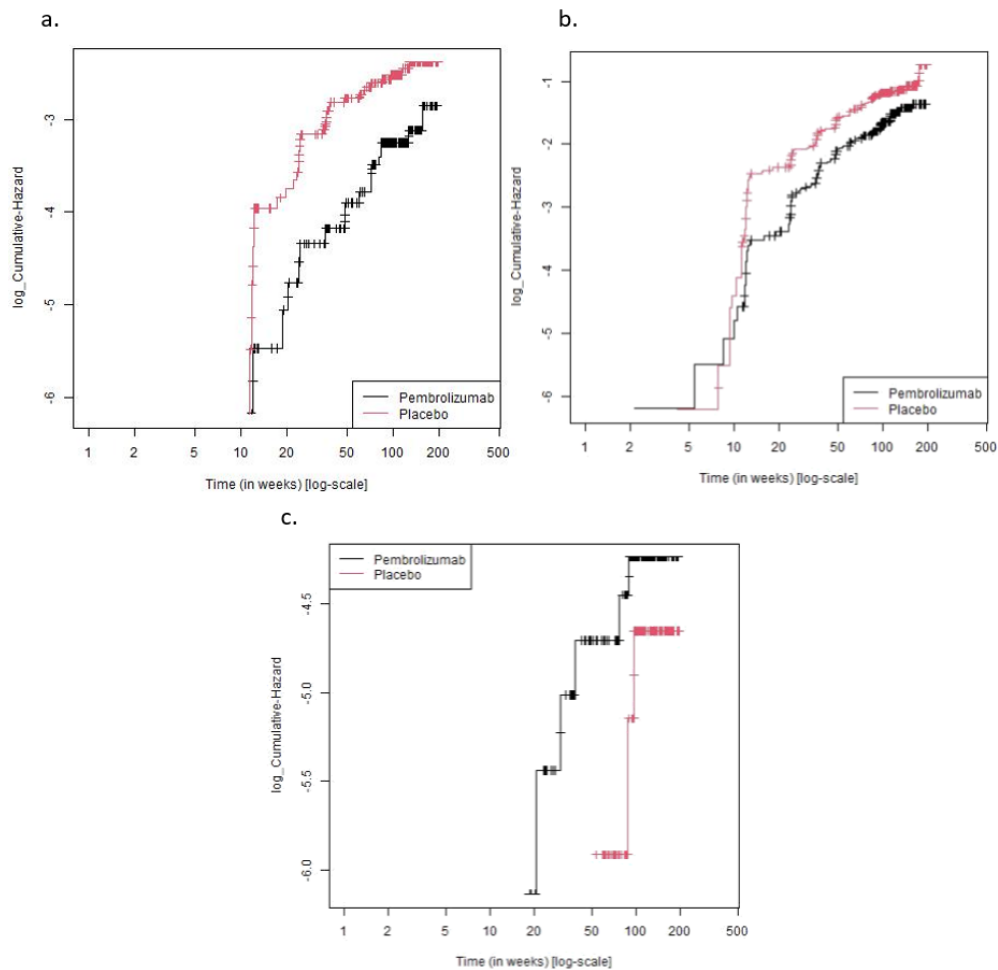 a.
log_Cumulative-Hazard
-3
-4
-5
-6
Pembrolizumab
Placebo
1 2 5 10 20 50 100 200 500
Time (in weeks) [log-scale]
b.
log_Cumulative-Hazard
-1
-2
-3
-4
-5
-6
Pembrolizumab
Placebo
1 2 5 10 20 50 100 200 500
Time (in weeks) [log-scale]
c.
Pembrolizumab
Placebo
log_Cumulative-Hazard
-4.5
-5.0
-5.5
-6.0
1 2 5 10 20 50 100 200 500
Time (in weeks) [log-scale]